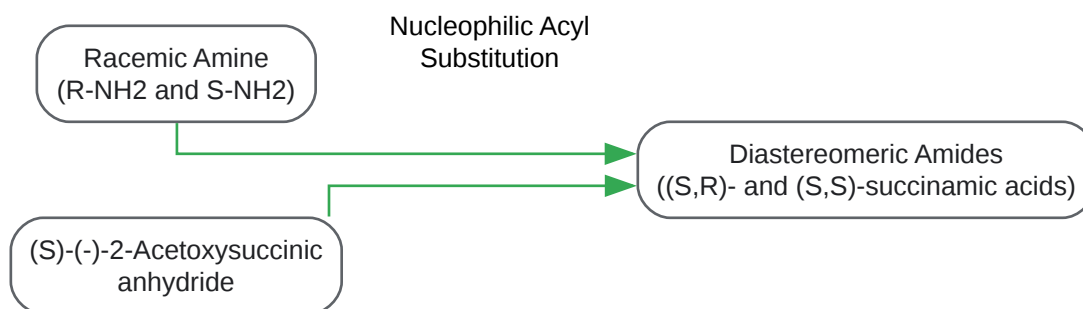 Nucleophilic Acyl
Substitution
Racemic Amine
(R-NH2 and S-NH2)
Diastereomeric Amides
((S,R)- and (S,S)-succinamic acids)
(S)-(-)-2-Acetoxysuccinic
anhydride